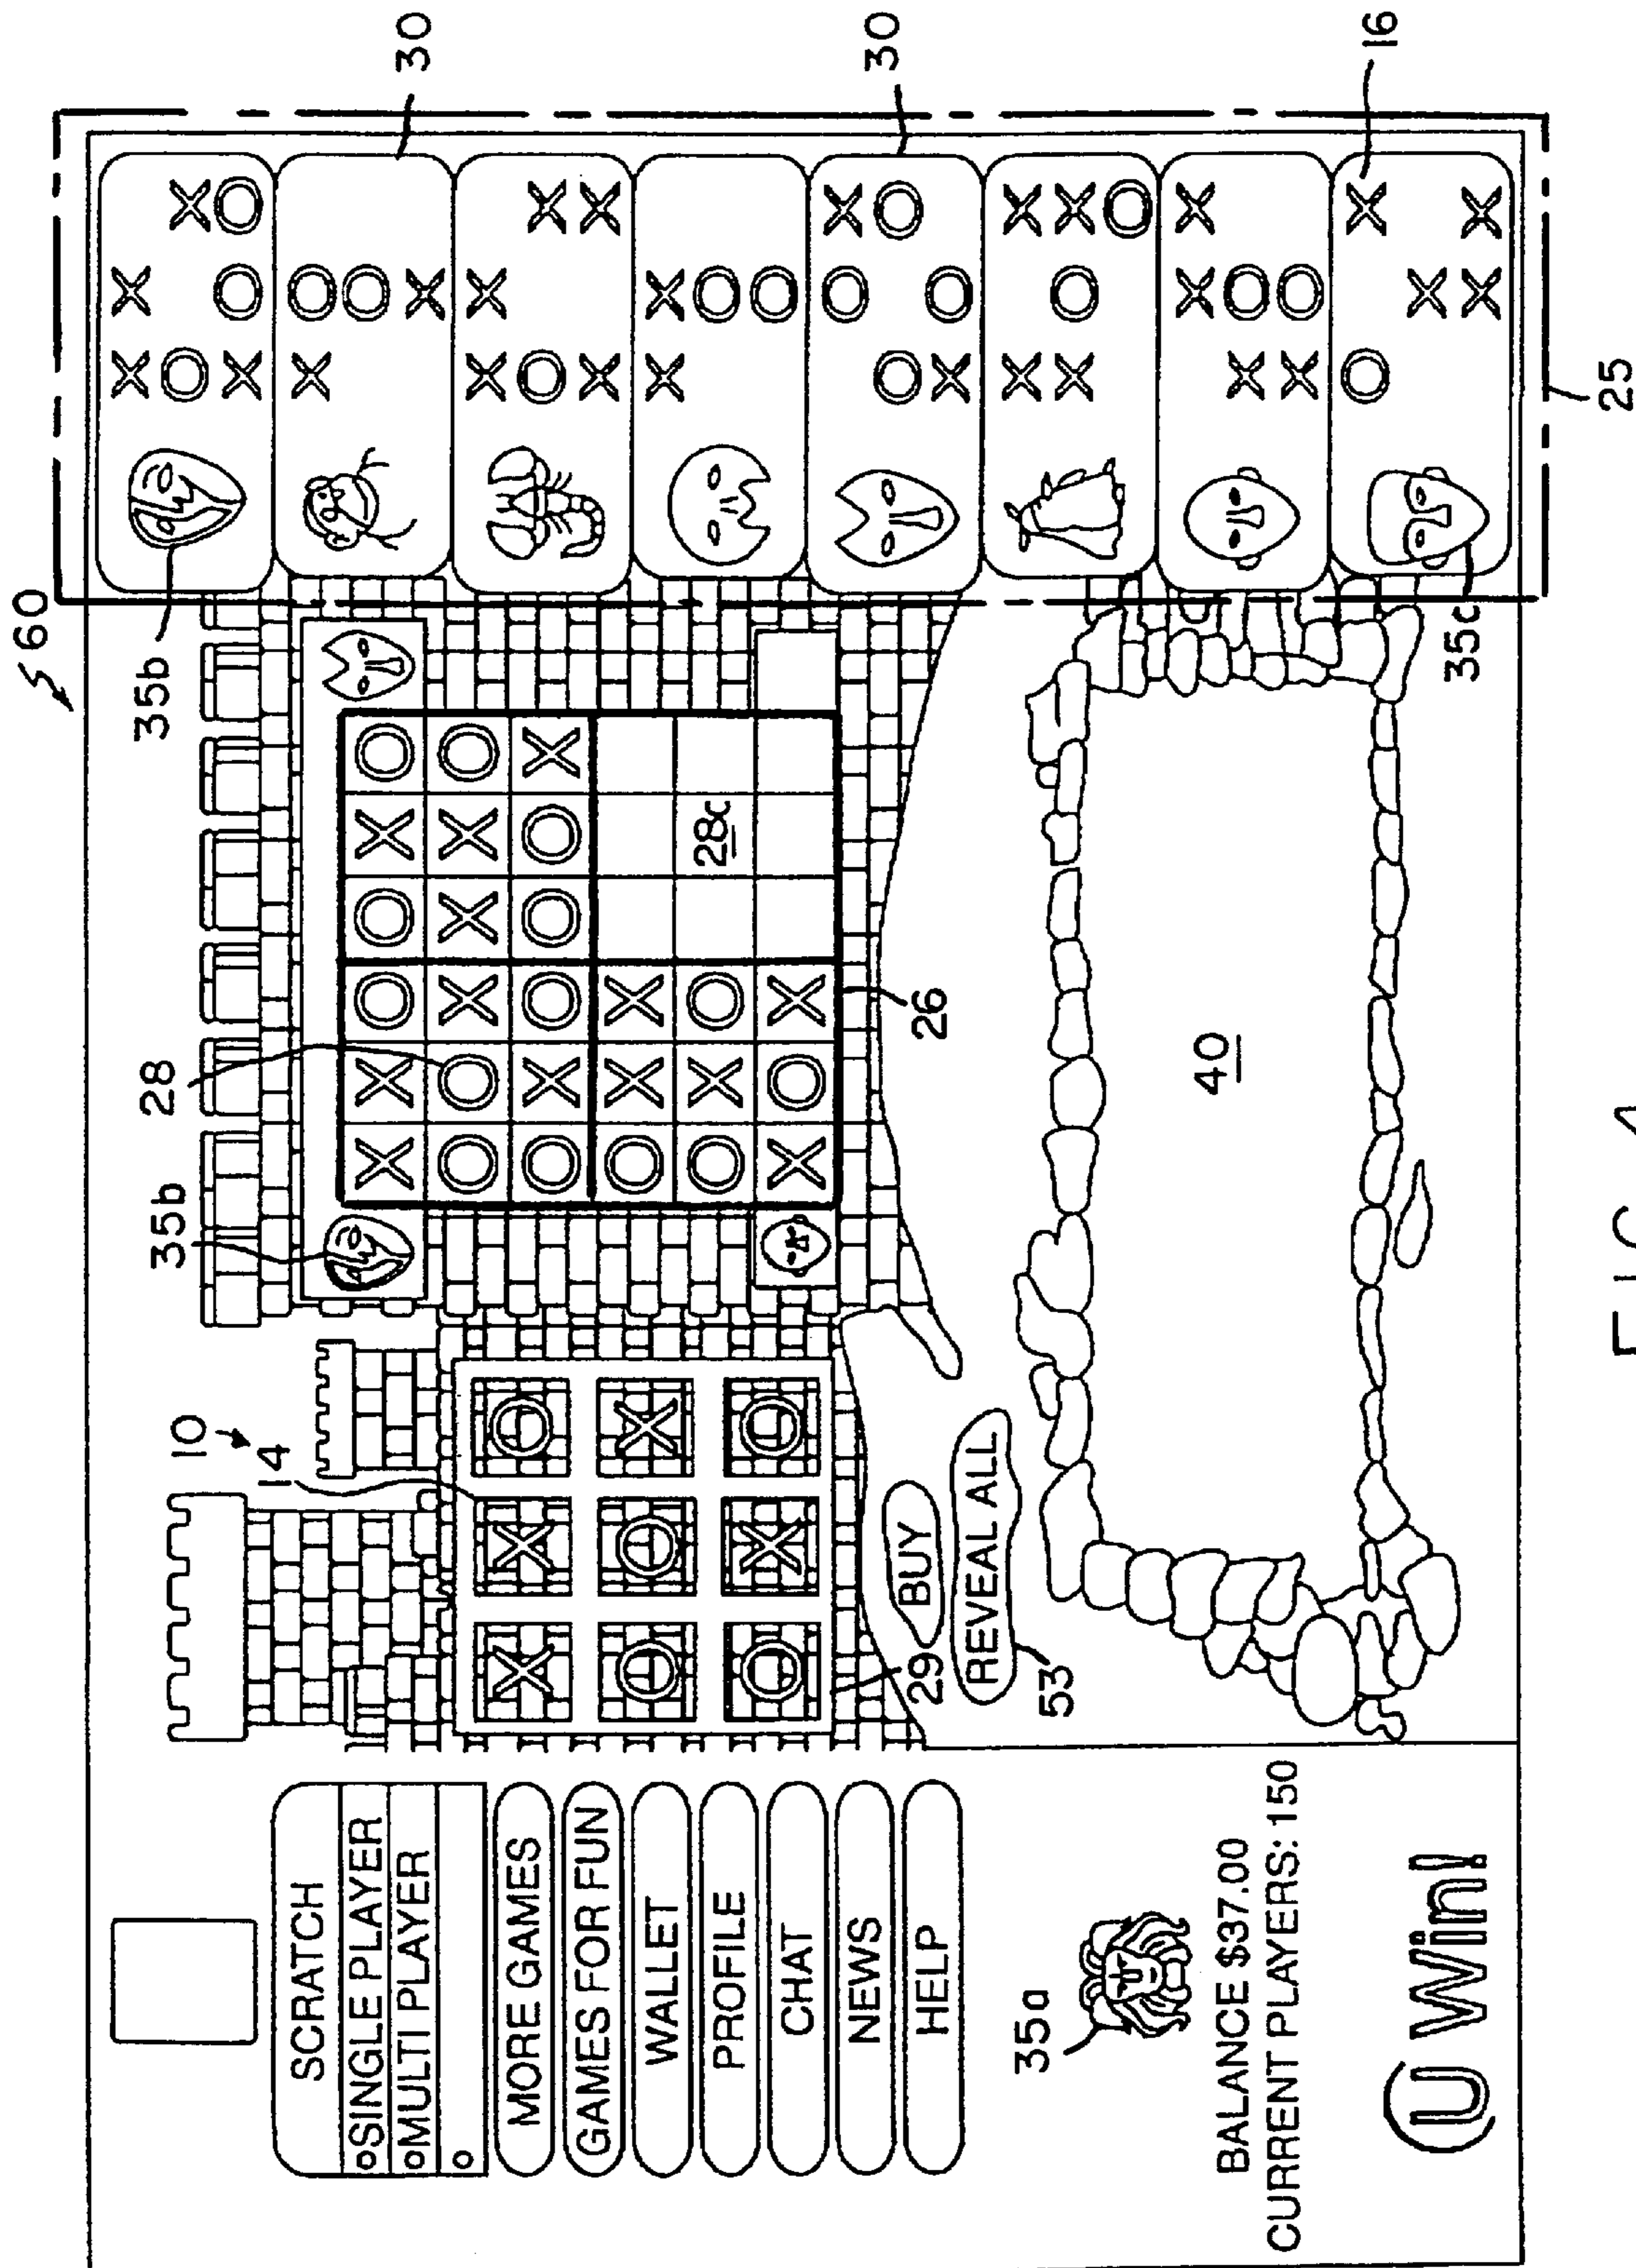 60
SCRATCH
SINGLE PLAYER
MULTI PLAYER
MORE GAMES
GAMES FOR FUN
WALLET
PROFILE
CHAT
NEWS
HELP
35a
BALANCE $37.00
CURRENT PLAYERS: 150
U Win!
10
14
29
BUY
REVEAL ALL
53
35b
28
28c
26
40
35b
35c
30
30
16
25